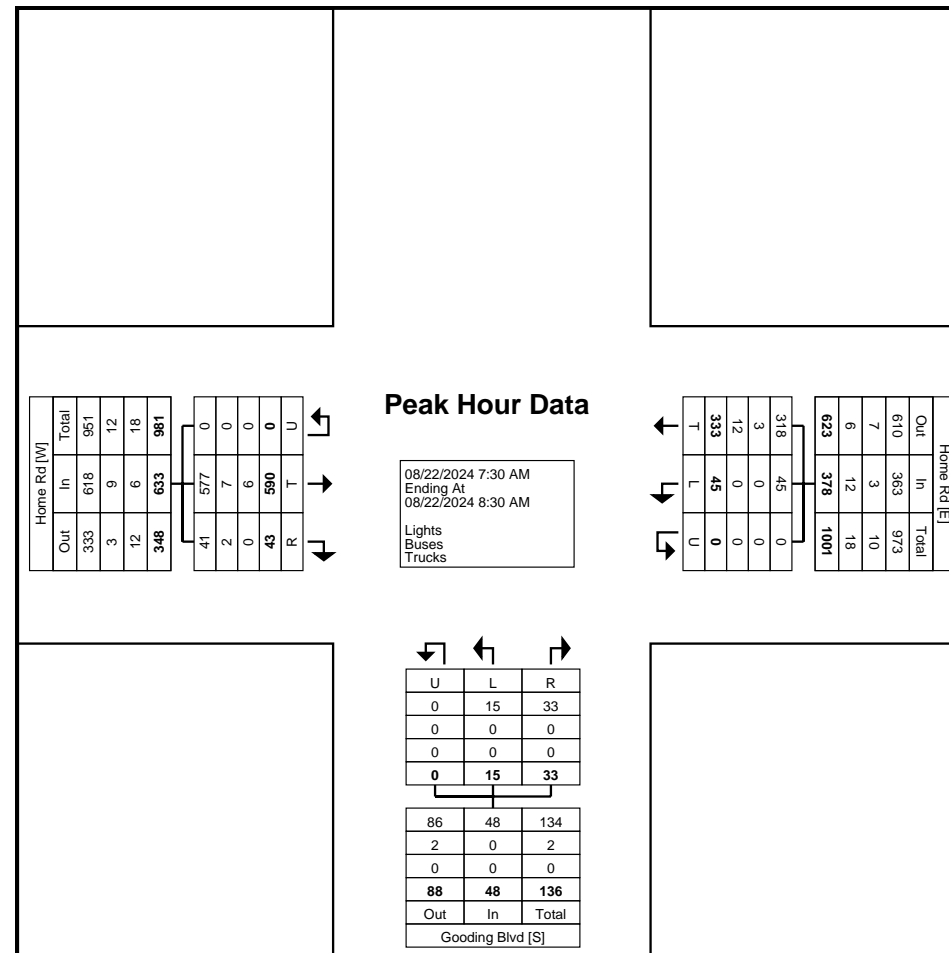 Peak Hour Data
Home Rd [W]
Out In Total
333 618 951
3 9 12
12 6 18
348 633 981
41 577 0
2 7 0
0 6 0
43 590 0
R T U
08/22/2024 7:30 AM
Ending At
08/22/2024 8:30 AM
Lights
Buses
Trucks
Home Rd [E]
Out In Total
610 363 973
7 3 10
6 12 18
623 378 1001
318 45 0
3 0 0
12 0 0
333 45 0
T L U
U L R
0 15 33
0 0 0
0 0 0
0 15 33
86 48 134
2 0 2
0 0 0
88 48 136
Out In Total
Gooding Blvd [S]